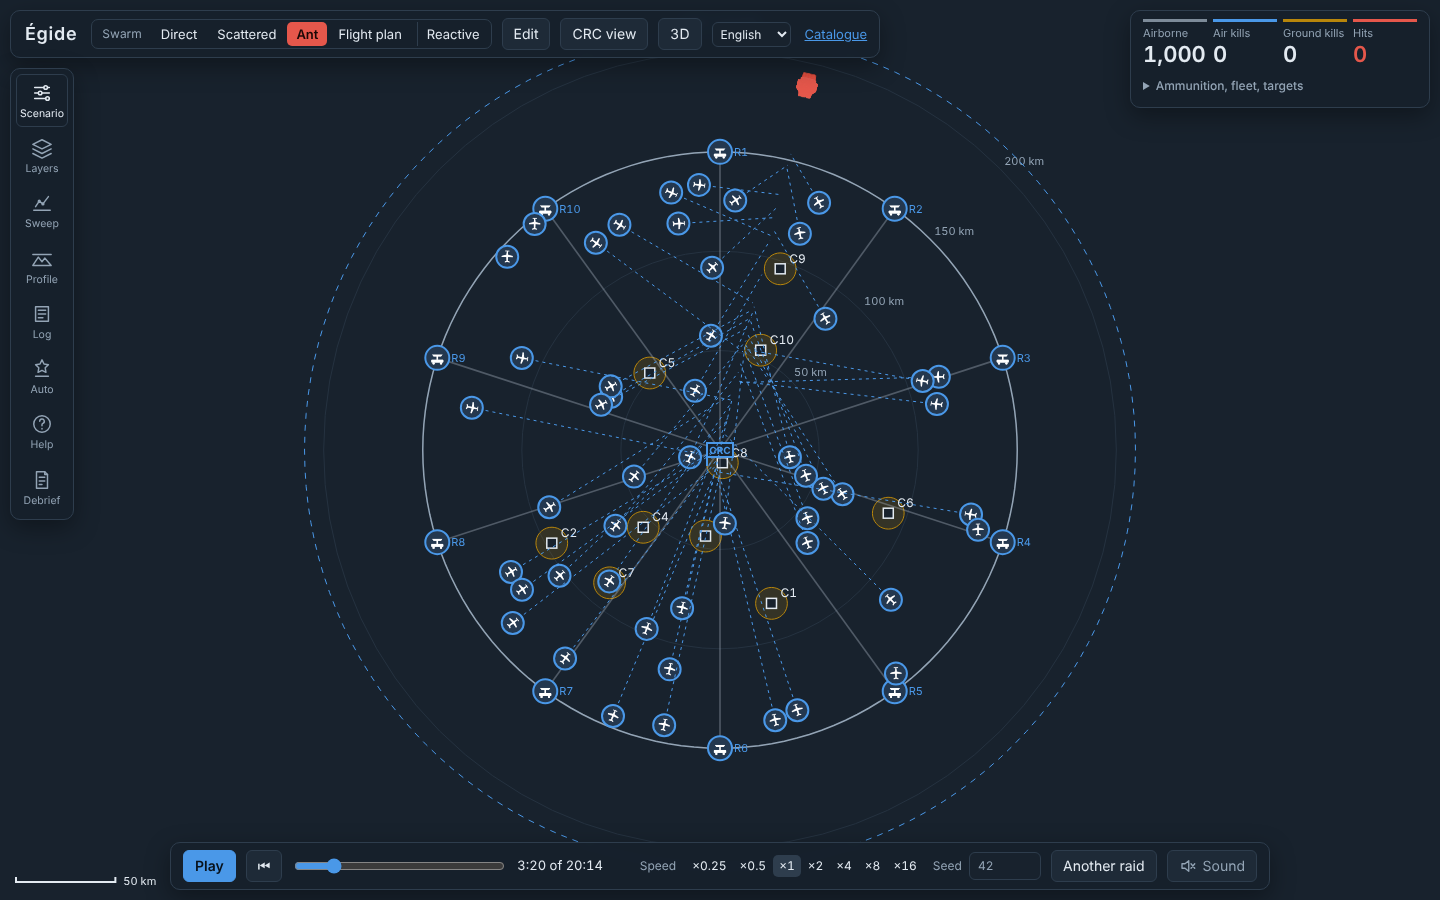 Égide
Swarm Direct Scattered Ant Flight plan Reactive Edit CRC view 3D English Catalogue
Airborne Air kills Ground kills Hits
1,000 0 0 0
Ammunition, fleet, targets
Scenario
Layers
Sweep
Profile
Log
Auto
Help
Debrief
200 km
150 km
100 km
50 km
R1
R2
R3
R4
R5
R6
R7
R8
R9
R10
C9
C10
C5
CRC
C8
C6
C4
C2
C7
C1
50 km
Play 3:20 of 20:14 Speed ×0.25 ×0.5 ×1 ×2 ×4 ×8 ×16 Seed 42 Another raid Sound